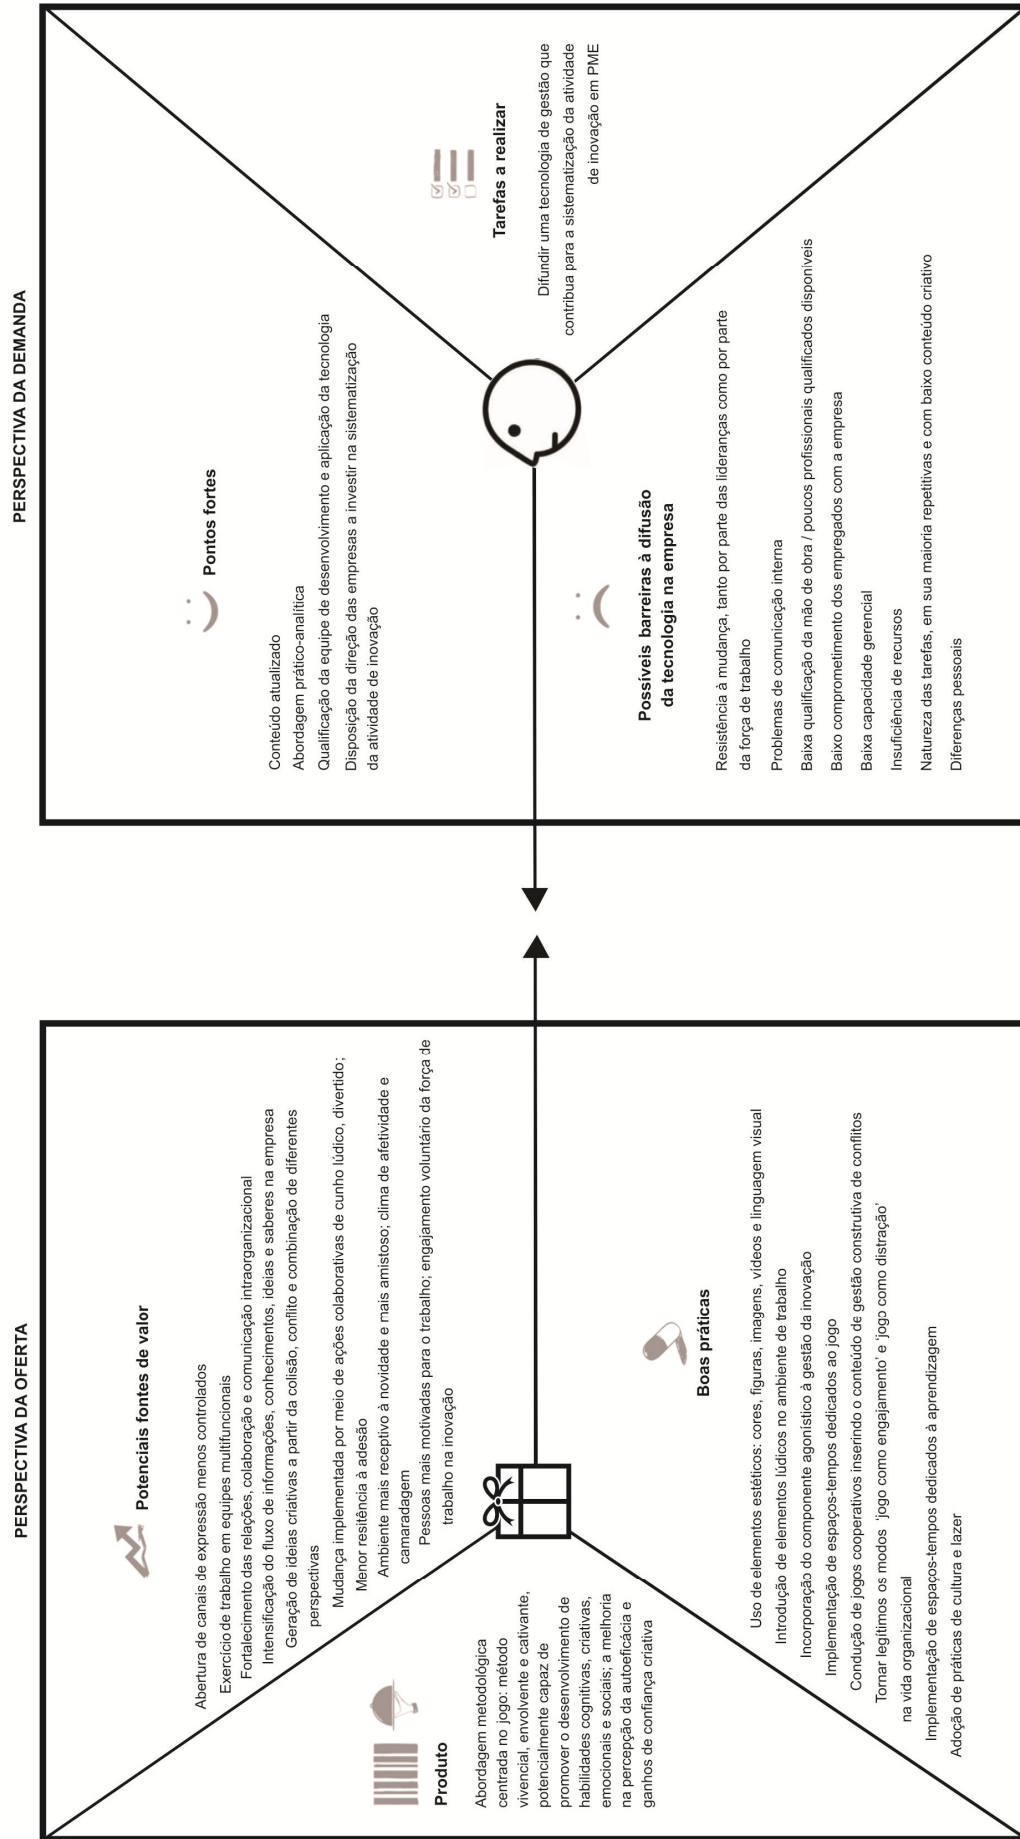 PERSPECTIVA DA OFERTA
Potenciais fontes de valor
Abertura de canais de expressão menos controlados
Exercício de trabalho em equipes multifuncionais
Fortalecimento das relações, colaboração e comunicação intraorganizacional
Intensificação do fluxo de informações, conhecimentos, ideias e saberes na empresa
Geração de ideias criativas a partir da colisão, conflito e combinação de diferentes
perspectivas
Mudança implementada por meio de ações colaborativas de cunho lúdico, divertido;
Menor resitência à adesão
Ambiente mais receptivo à novidade e mais amistoso; clima de afetividade e
camaradagem
Pessoas mais motivadas para o trabalho; engajamento voluntário da força de
trabalho na inovação
Produto
Abordagem metodológica
centrada no jogo: método
vivencial, envolvente e cativante,
potencialmente capaz de
promover o desenvolvimento de
habilidades cognitivas, criativas,
emocionais e sociais; a melhoria
na percepção da autoeficácia e
ganhos de confiança criativa
Boas práticas
Uso de elementos estéticos: cores, figuras, imagens, vídeos e linguagem visual
Introdução de elementos lúdicos no ambiente de trabalho
Incorporação do componente agonístico à gestão da inovação
Implementação de espaços-tempos dedicados ao jogo
Condução de jogos cooperativos inserindo o conteúdo de gestão construtiva de conflitos
Tornar legítimos os modos ‘jogo como engajamento’ e ‘jogo como distração’
na vida organizacional
Implementação de espaços-tempos dedicados à aprendizagem
Adoção de práticas de cultura e lazer
PERSPECTIVA DA DEMANDA
Pontos fortes
Conteúdo atualizado
Abordagem prático-analítica
Qualificação da equipe de desenvolvimento e aplicação da tecnologia
Disposição da direção das empresas a investir na sistematização
da atividade de inovação
Tarefas a realizar
Difundir uma tecnologia de gestão que
contribua para a sistematização da atividade
de inovação em PME
Possíveis barreiras à difusão
da tecnologia na empresa
Resistência à mudança, tanto por parte das lideranças como por parte
da força de trabalho
Problemas de comunicação interna
Baixa qualificação da mão de obra / poucos profissionais qualificados disponíveis
Baixo comprometimento dos empregados com a empresa
Baixa capacidade gerencial
Insuficiência de recursos
Natureza das tarefas, em sua maioria repetitivas e com baixo conteúdo criativo
Diferenças pessoais